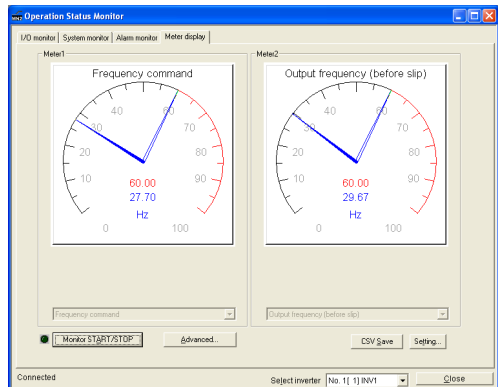 Operation Status Monitor
I/O monitor System monitor Alarm monitor Meter display
Meter1
Frequency command
0 10 20 30 40 60 70 80 90 100
60.00
27.70
Hz
Frequency command
Meter2
Output frequency (before slip)
0 10 20 30 40 60 70 80 90 100
60.00
29.67
Hz
Output frequency (before slip)
Monitor START/STOP Advanced... CSV Save Setting...
Connected Select inverter No. 1[ 1] INV1 Close